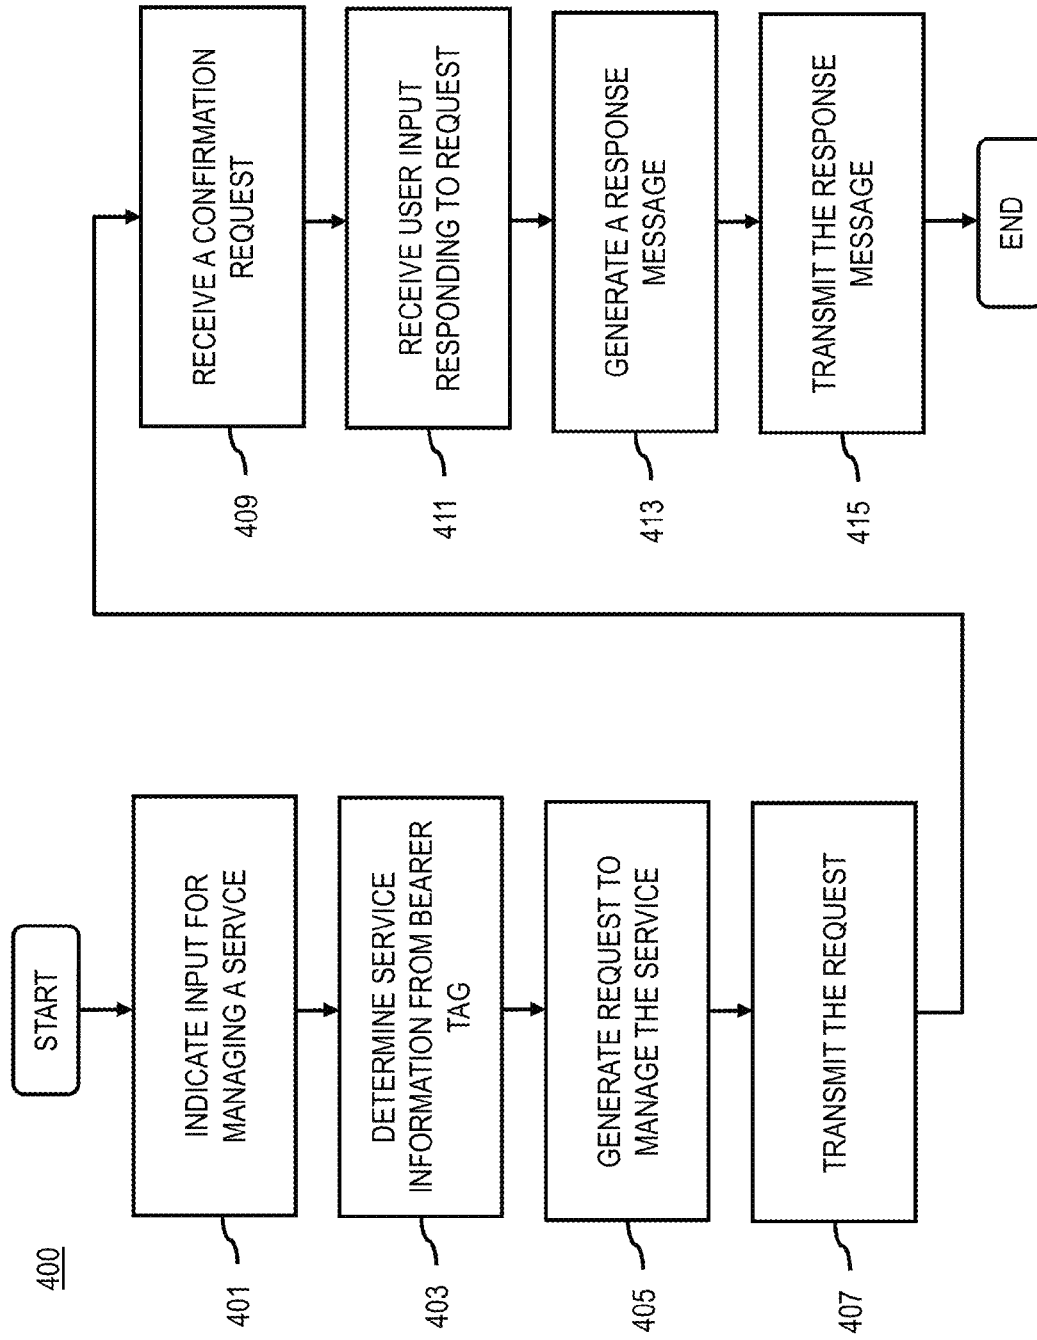 400
START
401
INDICATE INPUT FOR
MANAGING A SERVCE
403
DETERMINE SERVICE
INFORMATION FROM BEARER
TAG
405
GENERATE REQUEST TO
MANAGE THE SERVICE
407
TRANSMIT THE REQUEST
409
RECEIVE A CONFIRMATION
REQUEST
411
RECEIVE USER INPUT
RESPONDING TO REQUEST
413
GENERATE A RESPONSE
MESSAGE
415
TRANSMIT THE RESPONSE
MESSAGE
END